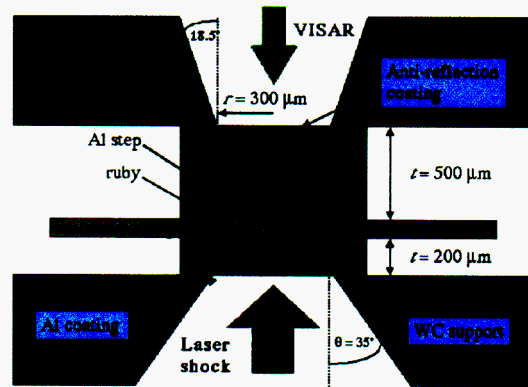 18.5°
VISAR
Anti-reflection
coating
r = 300 µm
Al step
ruby
t = 500 µm
t = 200 µm
Al coating
Laser
shock
θ = 35°
WC support